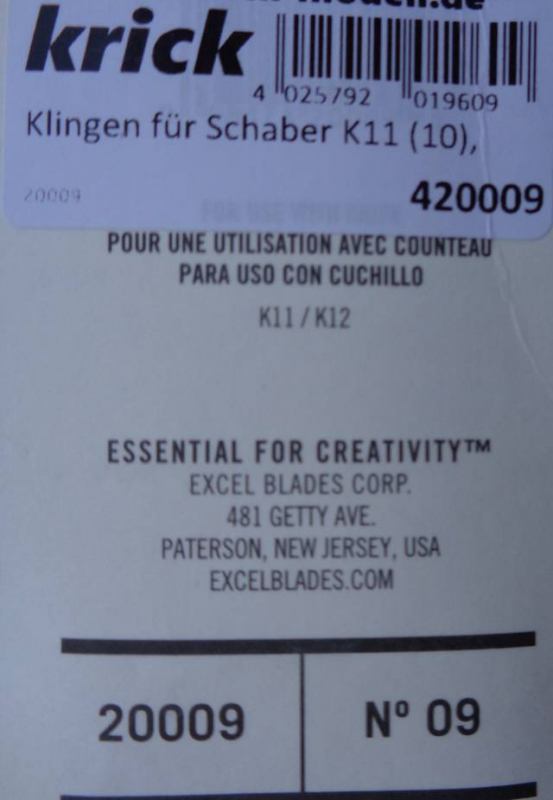 krick
4 025792 019609
Klingen für Schaber K11 (10),
20009
420009
POUR UNE UTILISATION AVEC COUNTEAU
PARA USO CON CUCHILLO
K11 / K12
ESSENTIAL FOR CREATIVITY™
EXCEL BLADES CORP.
481 GETTY AVE.
PATERSON, NEW JERSEY, USA
EXCELBLADES.COM
20009
Nº 09